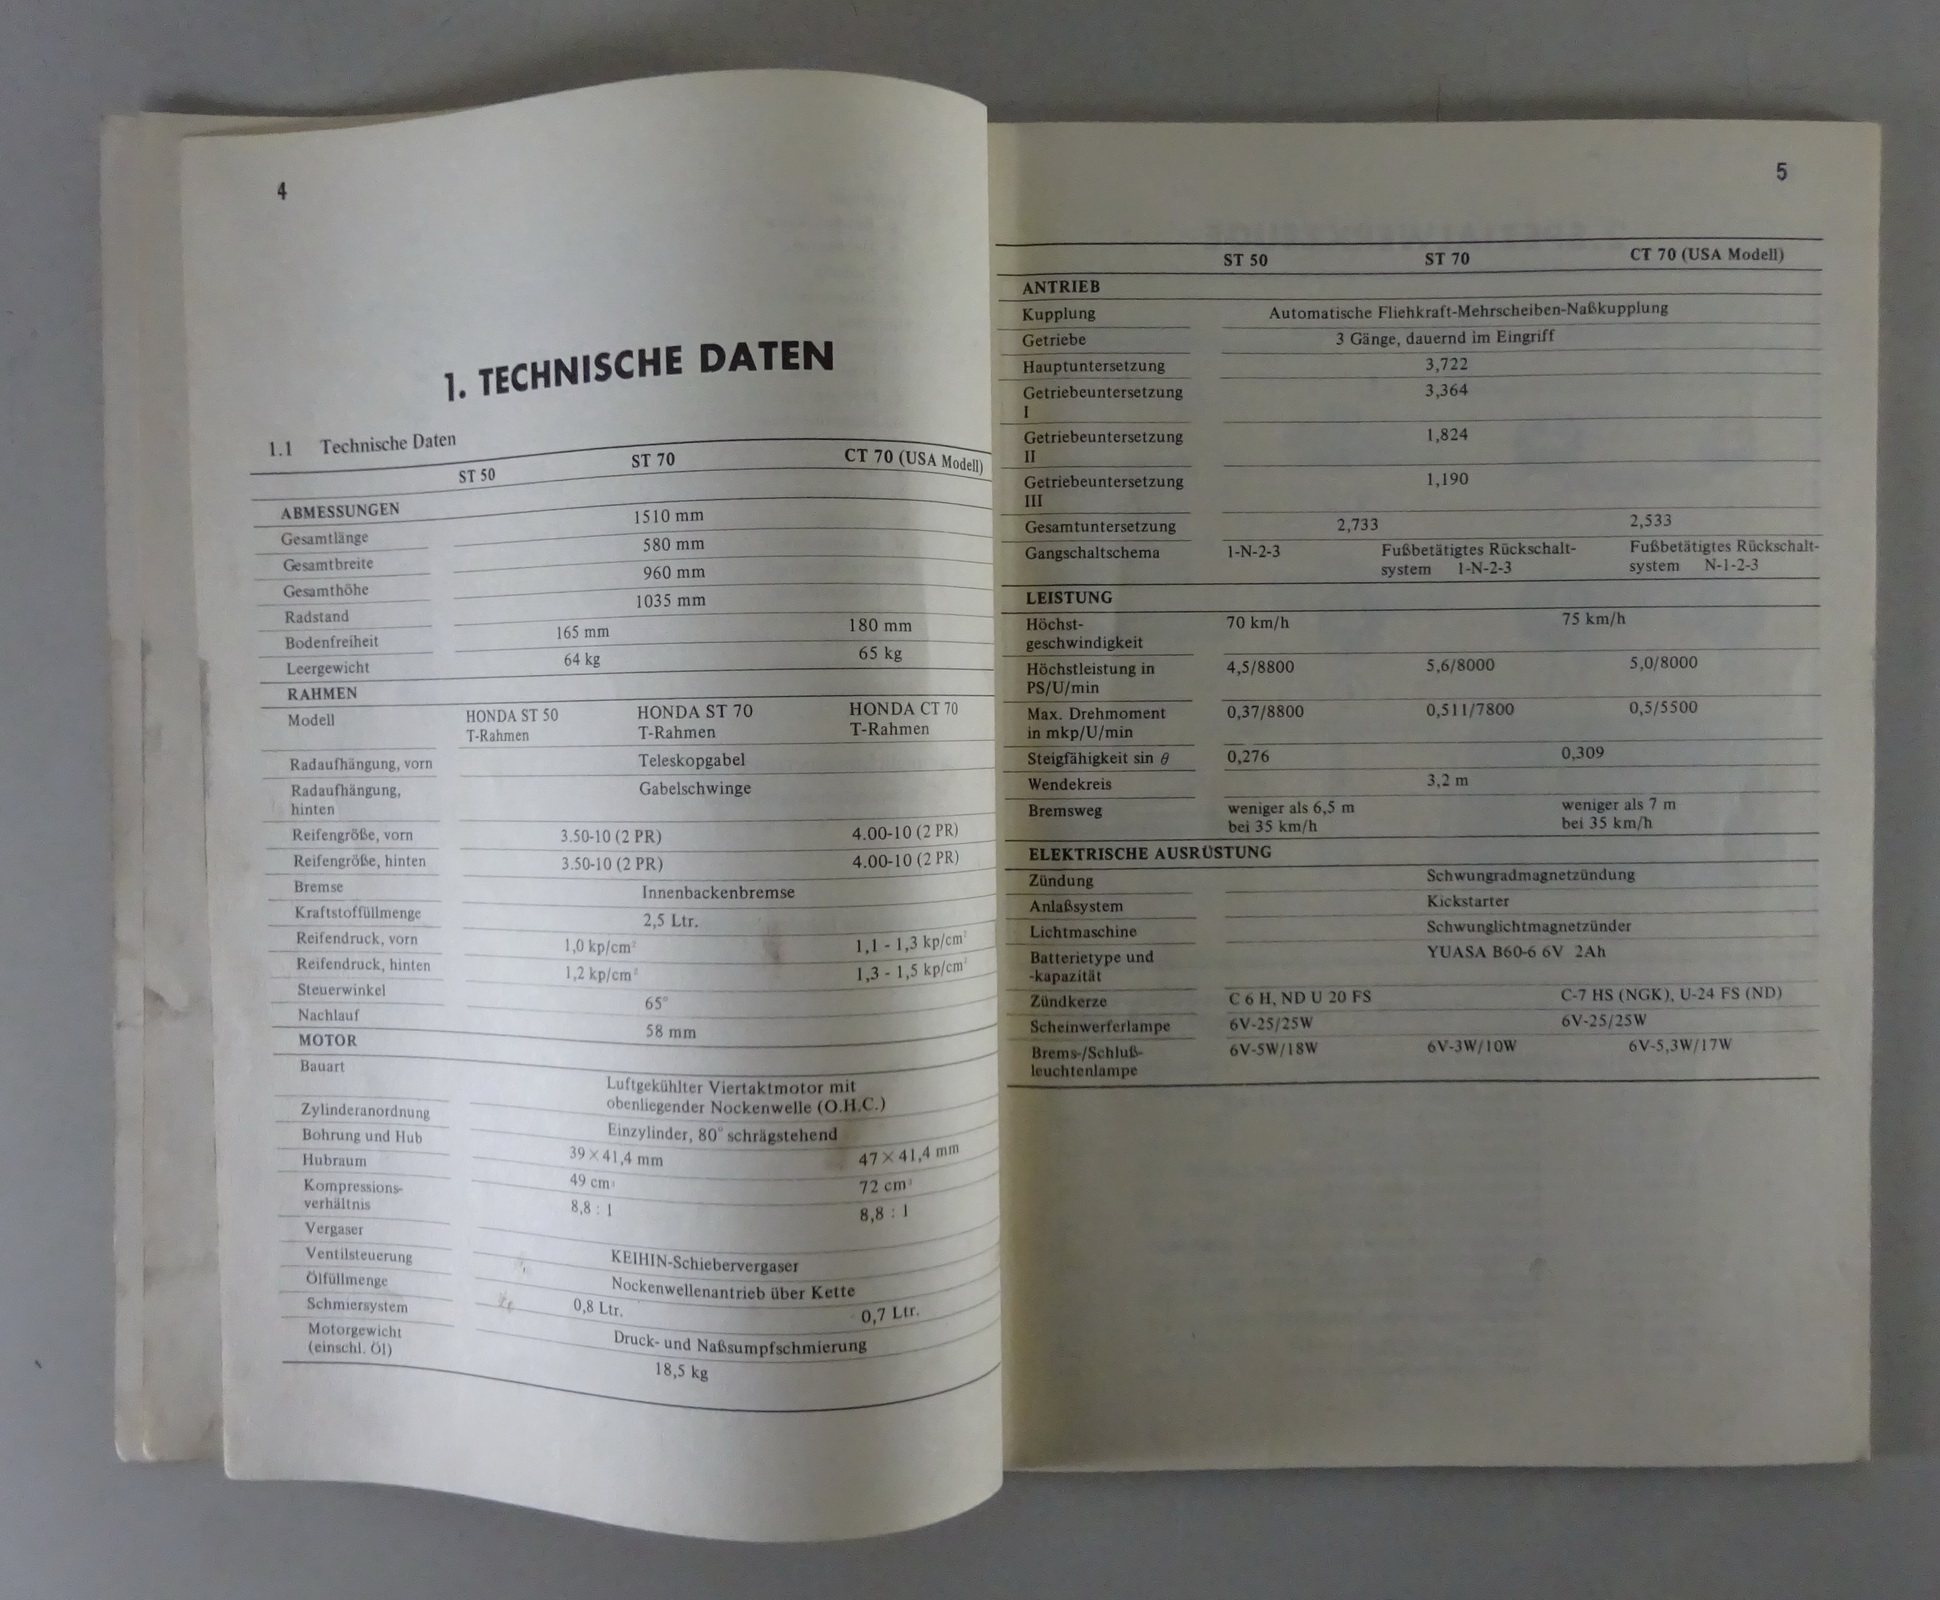 4
1. TECHNISCHE DATEN
1.1 Technische Daten
ST 50 ST 70 CT 70 (USA Modell)
ABMESSUNGEN
Gesamtlänge 1510 mm
Gesamtbreite 580 mm
Gesamthöhe 960 mm
Radstand 1035 mm
Bodenfreiheit 165 mm 180 mm
Leergewicht 64 kg 65 kg
RAHMEN
Modell HONDA ST 50 HONDA ST 70 HONDA CT 70
T-Rahmen T-Rahmen T-Rahmen
Radaufhängung, vorn Teleskopgabel
Radaufhängung, Gabelschwinge
hinten
Reifengröße, vorn 3.50-10 (2 PR) 4.00-10 (2 PR)
Reifengröße, hinten 3.50-10 (2 PR) 4.00-10 (2 PR)
Bremse Innenbackenbremse
Kraftstoffüllmenge 2,5 Ltr.
Reifendruck, vorn 1,0 kp/cm² 1,1 - 1,3 kp/cm²
Reifendruck, hinten 1,2 kp/cm² 1,3 - 1,5 kp/cm²
Steuerwinkel 65°
Nachlauf 58 mm
MOTOR
Bauart Luftgekühlter Viertaktmotor mit
obenliegender Nockenwelle (O.H.C.)
Zylinderanordnung Einzylinder, 80° schrägstehend
Bohrung und Hub 39 × 41,4 mm 47 × 41,4 mm
Hubraum 49 cm³ 72 cm³
Kompressions- 8,8 : 1 8,8 : 1
verhältnis
Vergaser KEIHIN-Schiebervergaser
Ventilsteuerung Nockenwellenantrieb über Kette
Ölfüllmenge 0,8 Ltr. 0,7 Ltr.
Schmiersystem Druck- und Naßsumpfschmierung
Motorgewicht 18,5 kg
(einschl. Öl)
5
ST 50 ST 70 CT 70 (USA Modell)
ANTRIEB
Kupplung Automatische Fliehkraft-Mehrscheiben-Naßkupplung
Getriebe 3 Gänge, dauernd im Eingriff
Hauptuntersetzung 3,722
Getriebeuntersetzung 3,364
I
Getriebeuntersetzung 1,824
II
Getriebeuntersetzung 1,190
III
Gesamtuntersetzung 2,733 2,533
Gangschaltschema 1-N-2-3 Fußbetätigtes Rückschalt- Fußbetätigtes Rückschalt-
system 1-N-2-3 system N-1-2-3
LEISTUNG
Höchst- 70 km/h 75 km/h
geschwindigkeit
Höchstleistung in 4,5/8800 5,6/8000 5,0/8000
PS/U/min
Max. Drehmoment 0,37/8800 0,511/7800 0,5/5500
in mkp/U/min
Steigfähigkeit sin θ 0,276 0,309
Wendekreis 3,2 m
Bremsweg weniger als 6,5 m weniger als 7 m
bei 35 km/h bei 35 km/h
ELEKTRISCHE AUSRÜSTUNG
Zündung Schwungradmagnetzündung
Anlaßsystem Kickstarter
Lichtmaschine Schwunglichtmagnetzünder
Batterietype und YUASA B60-6 6V 2Ah
-kapazität
Zündkerze C 6 H, ND U 20 FS C-7 HS (NGK), U-24 FS (ND)
Scheinwerferlampe 6V-25/25W 6V-25/25W
Brems-/Schluß- 6V-5W/18W 6V-3W/10W 6V-5,3W/17W
leuchtenlampe